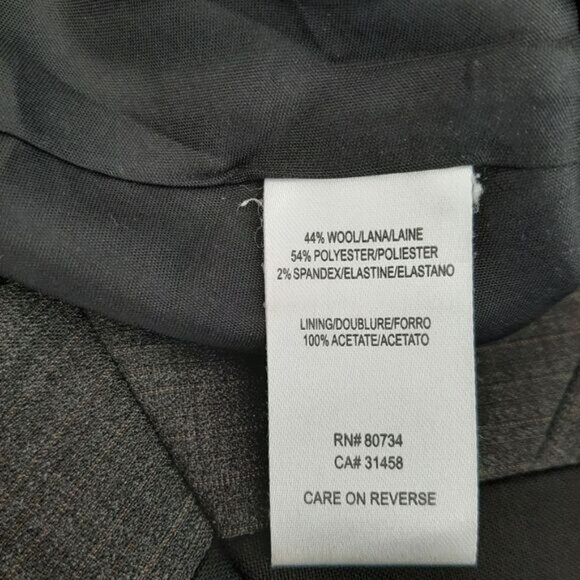 44% WOOL/LANA/LAINE
54% POLYESTER/POLIESTER
2% SPANDEX/ELASTINE/ELASTANO
LINING/DOUBLURE/FORRO
100% ACETATE/ACETATO
RN# 80734
CA# 31458
CARE ON REVERSE